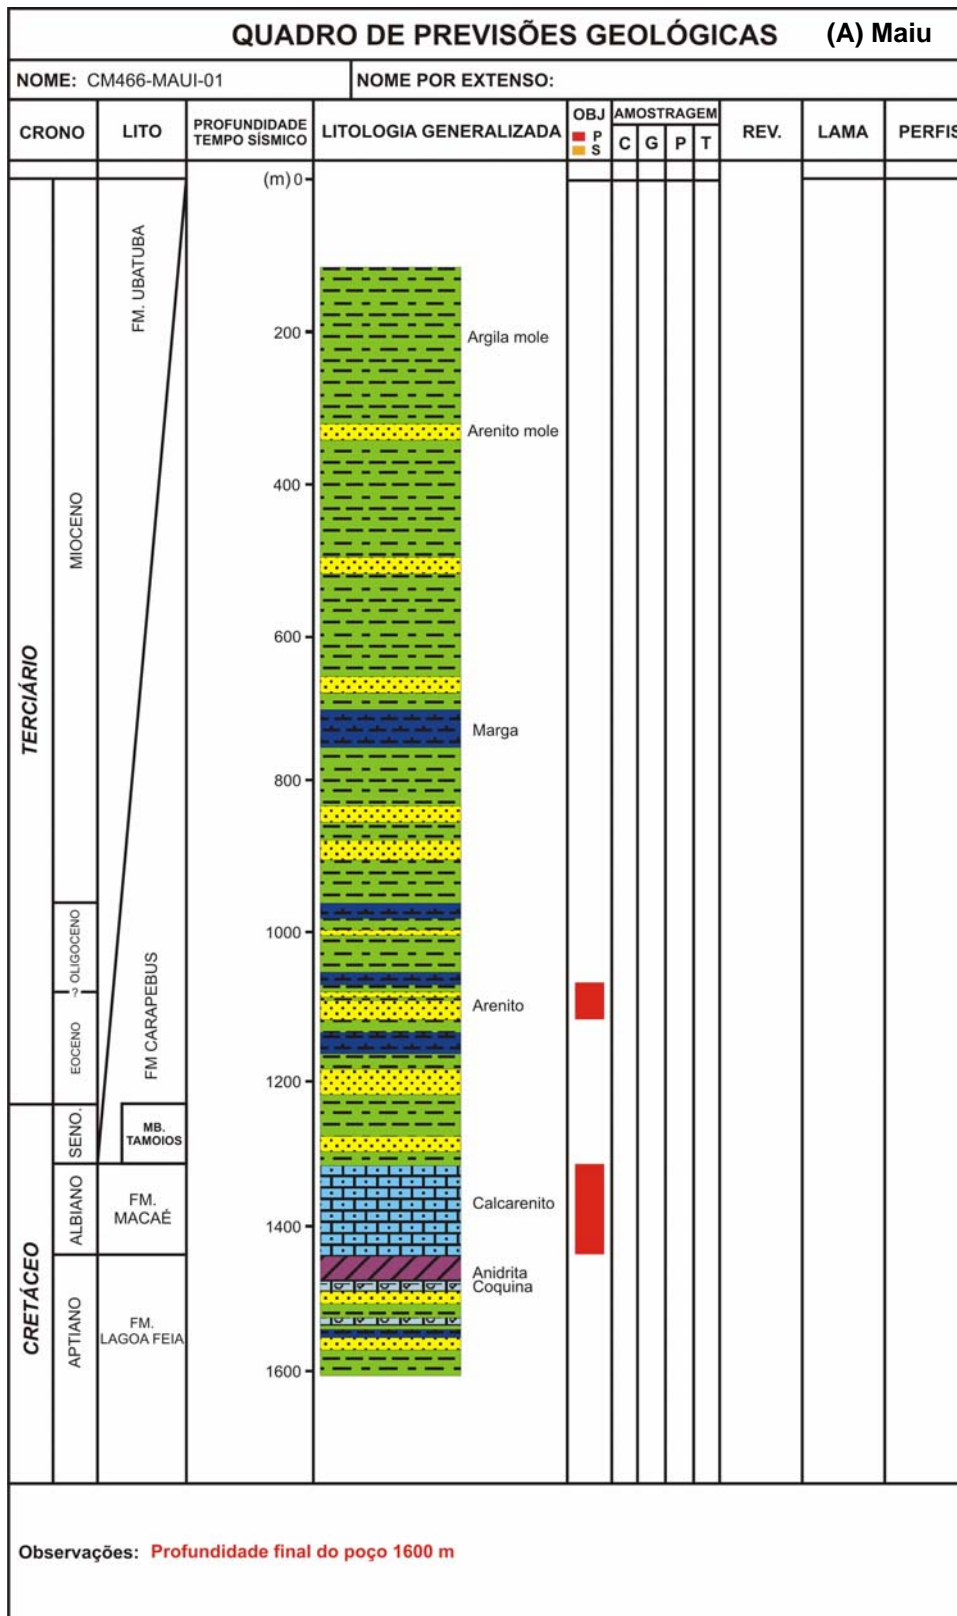 QUADRO DE PREVISÕES GEOLÓGICAS (A) Maiu
NOME: CM466-MAUI-01 NOME POR EXTENSO:
CRONO LITO PROFUNDIDADE TEMPO SÍSMICO LITOLOGIA GENERALIZADA OBJ P S AMOSTRAGEM C G P T REV. LAMA PERFIS
(m) 0
FM. UBATUBA
200
Argila mole
Arenito mole
400
MIOCENO
600
TERCIÁRIO
Marga
800
OLIGOCENO
1000
?
Arenito
EOCENO
FM CARAPEBUS
1200
SENO.
MB.
TAMOIOS
ALBIANO
FM.
MACAÉ
Calcarenito
1400
Anidrita
Coquina
CRETÁCEO
APTIANO
FM.
LAGOA FEIA
1600
Observações: Profundidade final do poço 1600 m